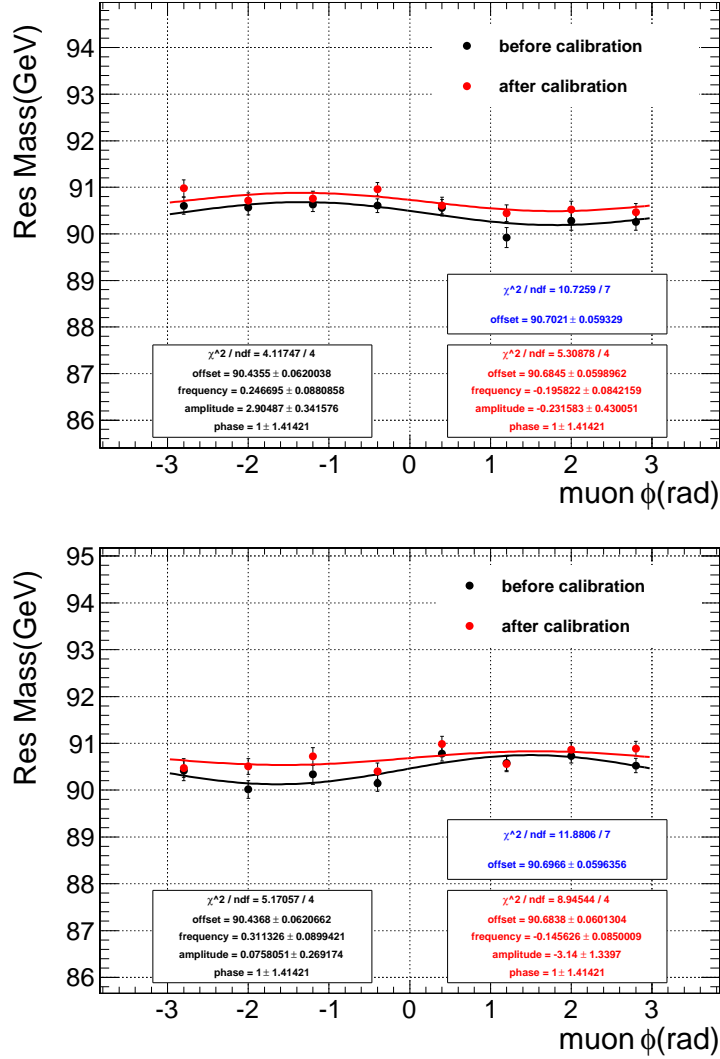 Res Mass(GeV)
94
93
92
91
90
89
88
87
86
before calibration
after calibration
χ^2 / ndf = 10.7259 / 7
offset = 90.7021 ± 0.059329
χ^2 / ndf = 4.11747 / 4
offset = 90.4355 ± 0.0620038
frequency = 0.246695 ± 0.0880858
amplitude = 2.90487 ± 0.341576
phase = 1 ± 1.41421
χ^2 / ndf = 5.30878 / 4
offset = 90.6845 ± 0.0598962
frequency = -0.195822 ± 0.0842159
amplitude = -0.231583 ± 0.430051
phase = 1 ± 1.41421
-3 -2 -1 0 1 2 3
muon ϕ(rad)
Res Mass(GeV)
95
94
93
92
91
90
89
88
87
86
before calibration
after calibration
χ^2 / ndf = 11.8806 / 7
offset = 90.6966 ± 0.0596356
χ^2 / ndf = 5.17057 / 4
offset = 90.4368 ± 0.0620662
frequency = 0.311326 ± 0.0899421
amplitude = 0.0758051 ± 0.269174
phase = 1 ± 1.41421
χ^2 / ndf = 8.94544 / 4
offset = 90.6838 ± 0.0601304
frequency = -0.145626 ± 0.0850009
amplitude = -3.14 ± 1.3397
phase = 1 ± 1.41421
-3 -2 -1 0 1 2 3
muon ϕ(rad)